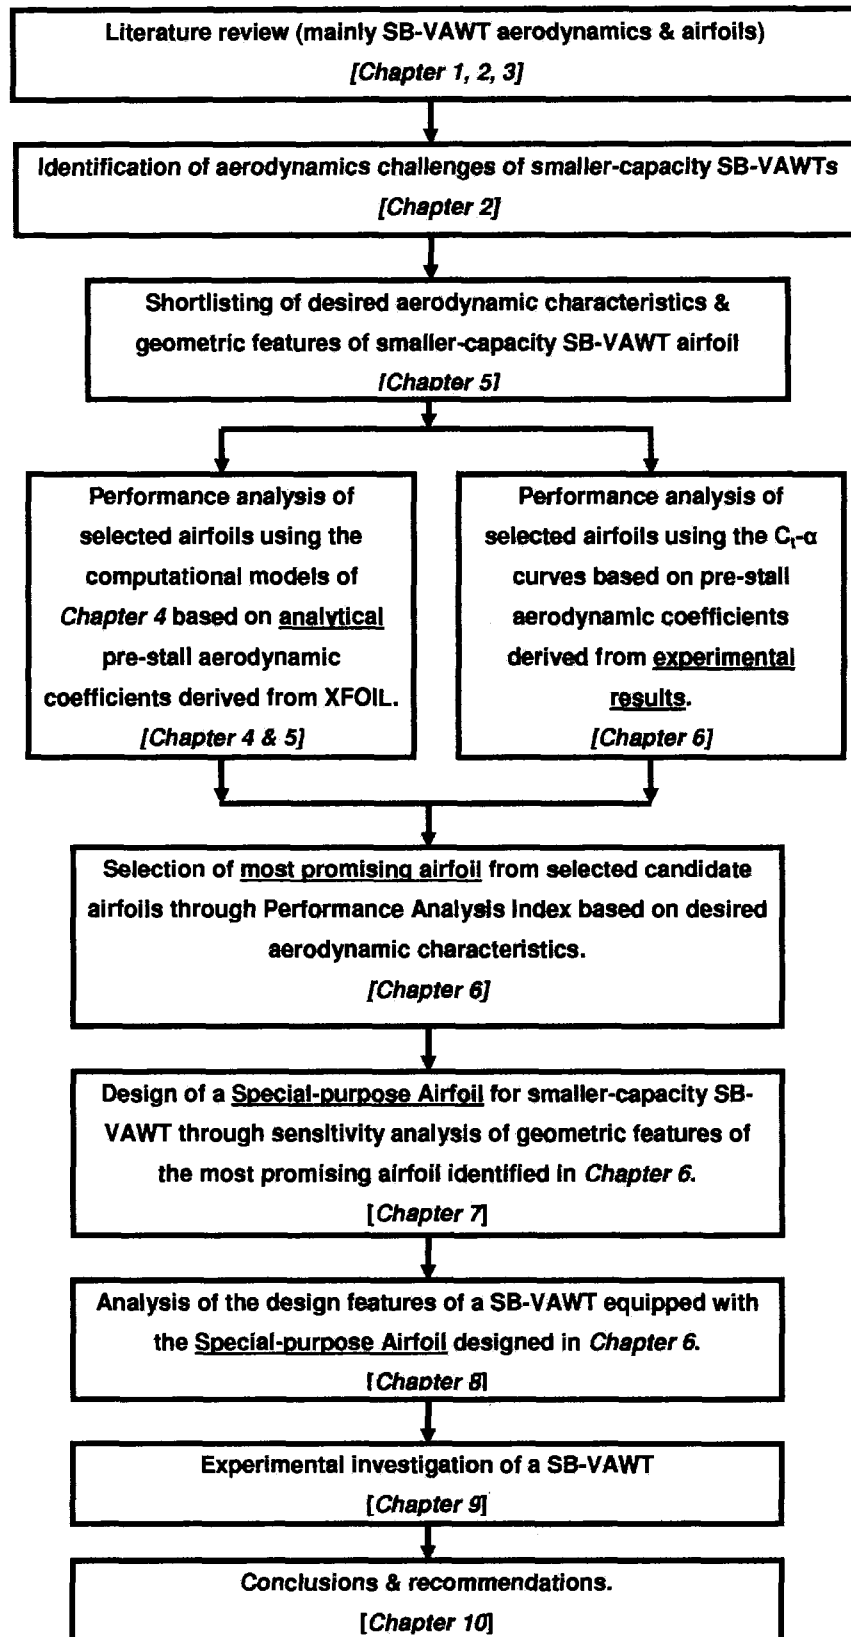 Literature review (mainly SB-VAWT aerodynamics & airfoils)
[Chapter 1, 2, 3]
Identification of aerodynamics challenges of smaller-capacity SB-VAWTs
[Chapter 2]
Shortlisting of desired aerodynamic characteristics &
geometric features of smaller-capacity SB-VAWT airfoil
[Chapter 5]
Performance analysis of
selected airfoils using the
computational models of
Chapter 4 based on analytical
pre-stall aerodynamic
coefficients derived from XFOIL.
[Chapter 4 & 5]
Performance analysis of
selected airfoils using the Cₜ-α
curves based on pre-stall
aerodynamic coefficients
derived from experimental
results.
[Chapter 6]
Selection of most promising airfoil from selected candidate
airfoils through Performance Analysis Index based on desired
aerodynamic characteristics.
[Chapter 6]
Design of a Special-purpose Airfoil for smaller-capacity SB-
VAWT through sensitivity analysis of geometric features of
the most promising airfoil identified in Chapter 6.
[Chapter 7]
Analysis of the design features of a SB-VAWT equipped with
the Special-purpose Airfoil designed in Chapter 6.
[Chapter 8]
Experimental investigation of a SB-VAWT
[Chapter 9]
Conclusions & recommendations.
[Chapter 10]